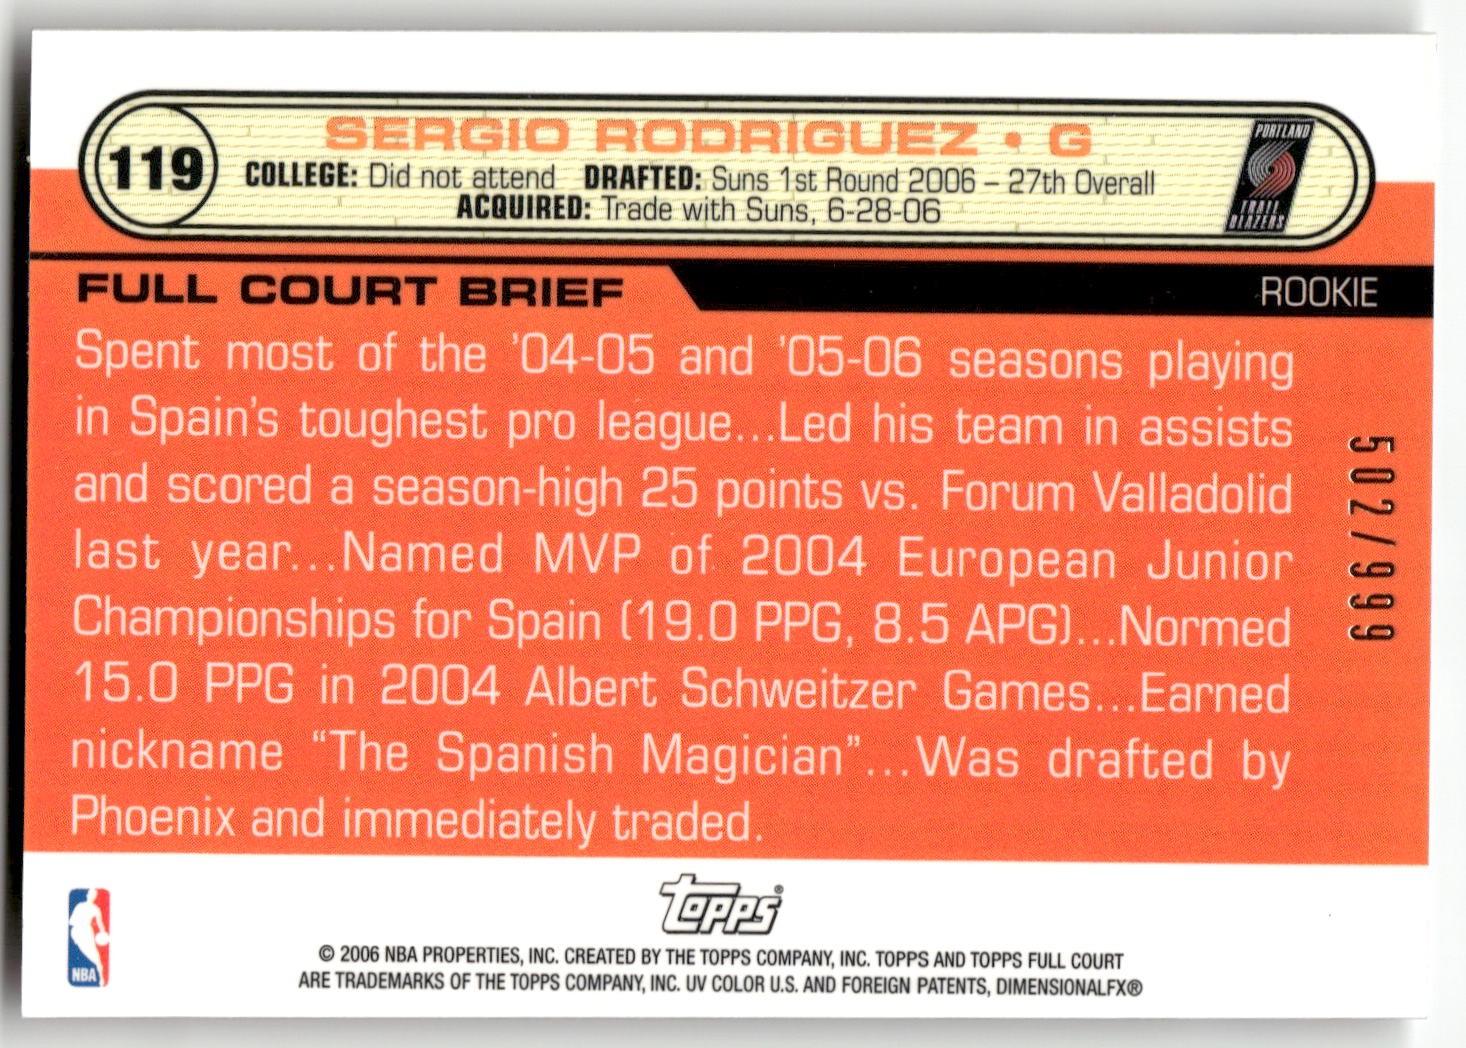 119
SERGIO RODRIGUEZ • G
COLLEGE: Did not attend DRAFTED: Suns 1st Round 2006 – 27th Overall
ACQUIRED: Trade with Suns, 6-28-06
PORTLAND
TRAIL
BLAZERS
FULL COURT BRIEF
ROOKIE
Spent most of the '04-05 and '05-06 seasons playing
in Spain's toughest pro league...Led his team in assists
and scored a season-high 25 points vs. Forum Valladolid
last year...Named MVP of 2004 European Junior
Championships for Spain (19.0 PPG, 8.5 APG)...Normed
15.0 PPG in 2004 Albert Schweitzer Games...Earned
nickname “The Spanish Magician”...Was drafted by
Phoenix and immediately traded.
502/999
NBA
Topps®
© 2006 NBA PROPERTIES, INC. CREATED BY THE TOPPS COMPANY, INC. TOPPS AND TOPPS FULL COURT
ARE TRADEMARKS OF THE TOPPS COMPANY, INC. UV COLOR U.S. AND FOREIGN PATENTS, DIMENSIONALFX®